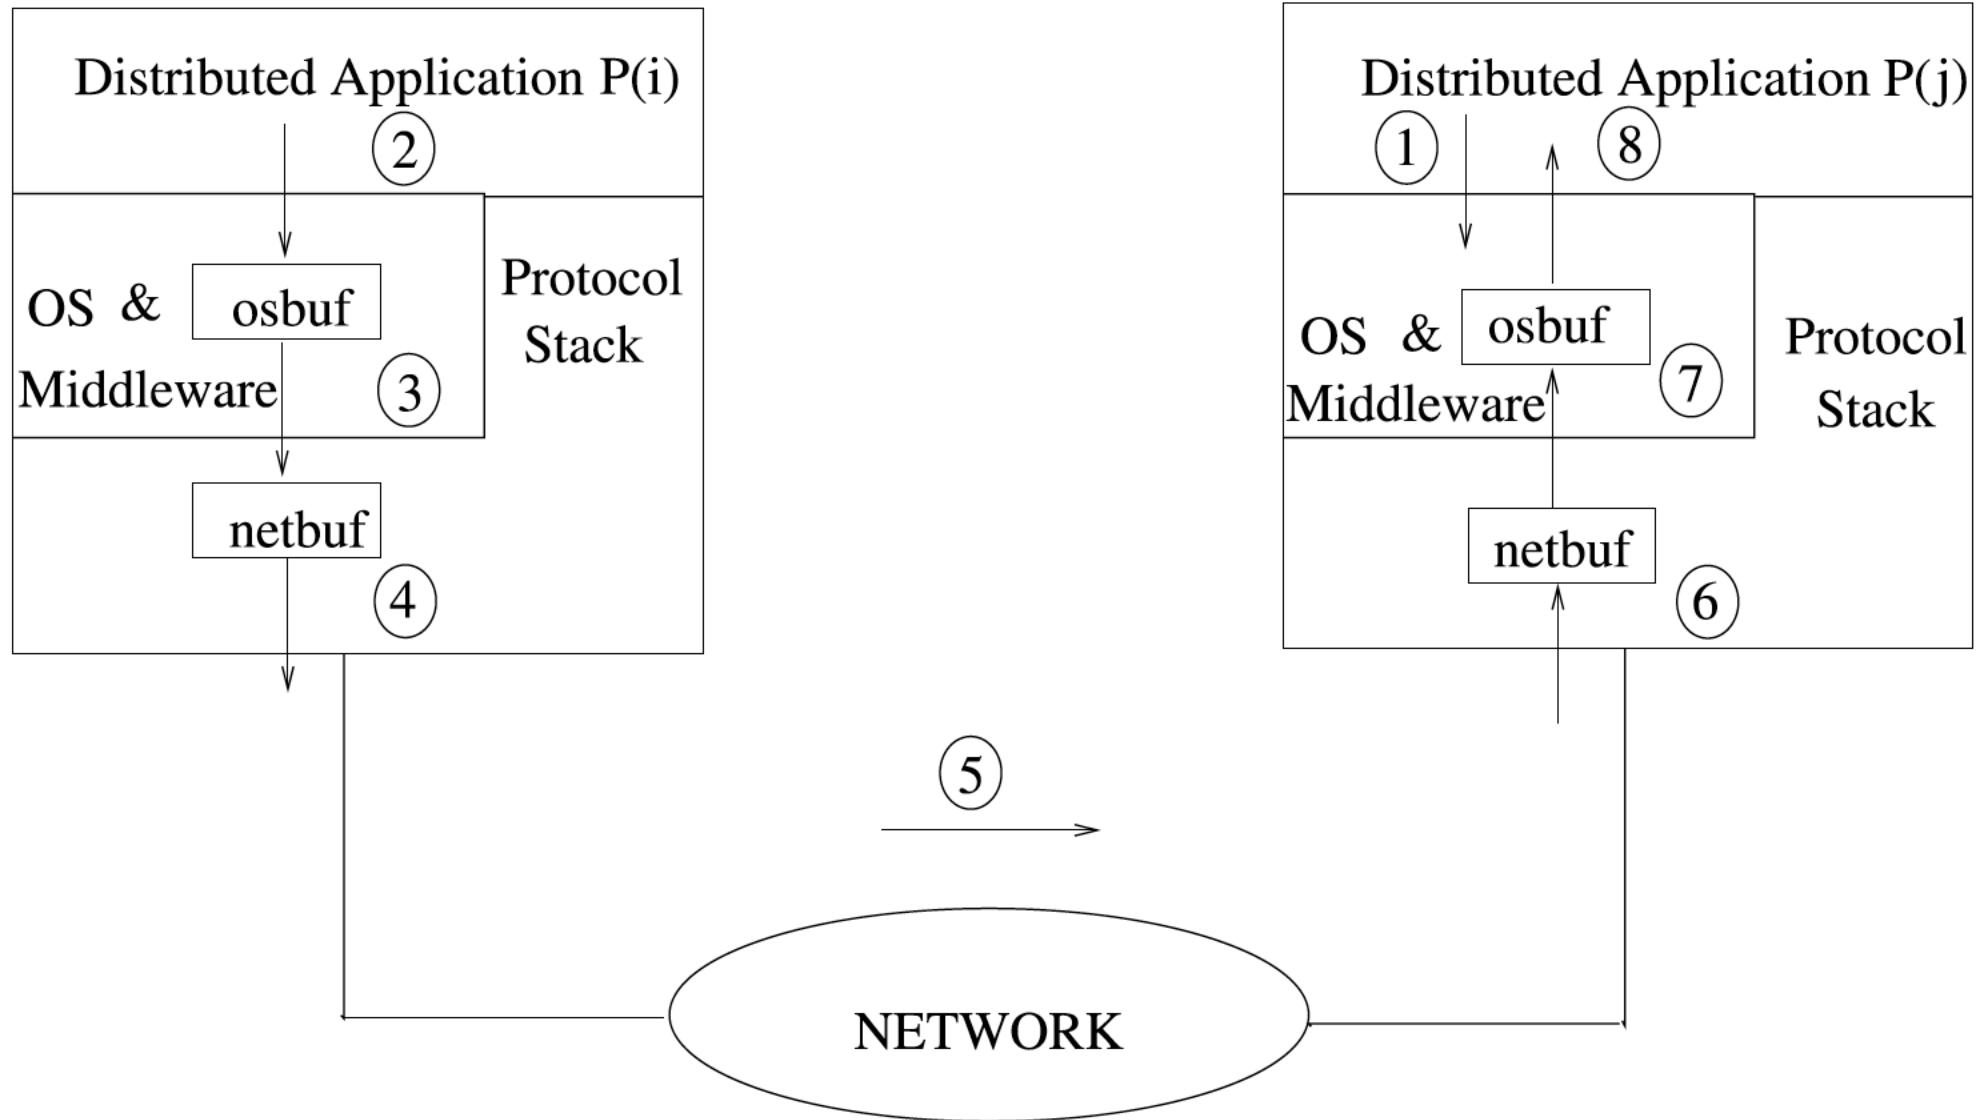 Distributed Application P(i)
2
OS & osbuf
Middleware
3
Protocol
Stack
netbuf
4
Distributed Application P(j)
1
8
OS & osbuf
Middleware
7
Protocol
Stack
netbuf
6
5
NETWORK